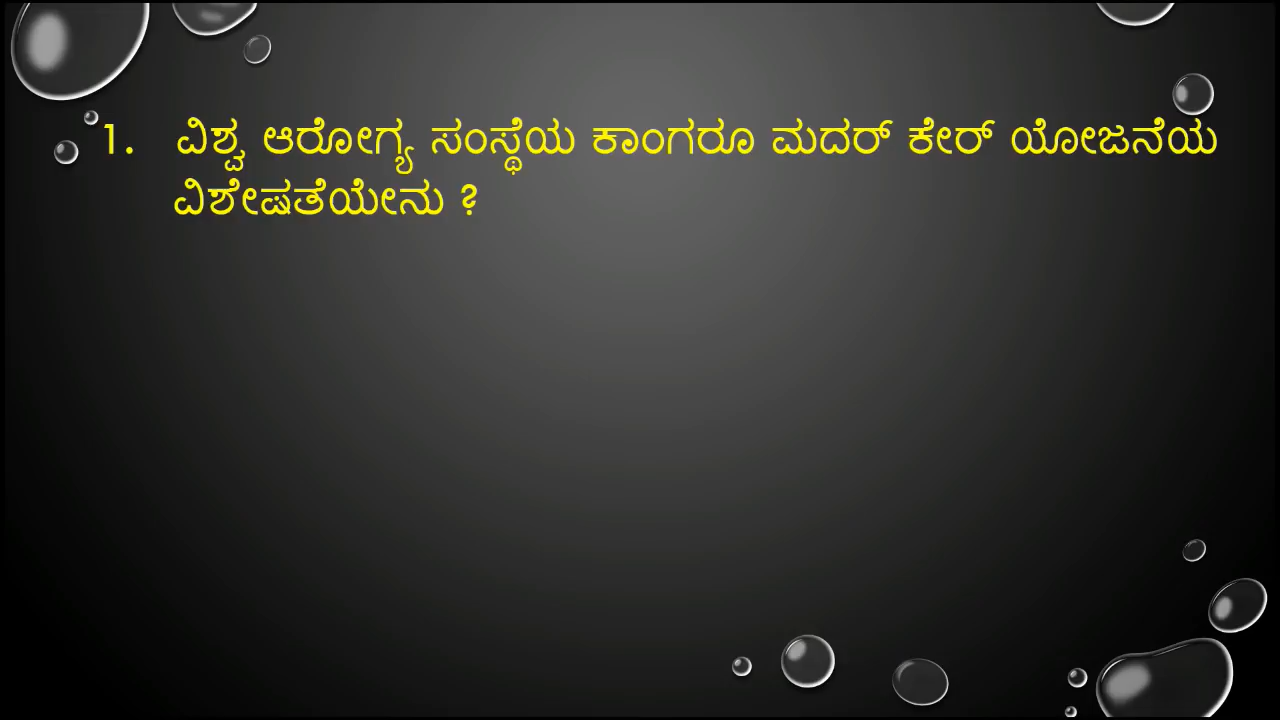 1. ವಿಶ್ವ ಆರೋಗ್ಯ ಸಂಸ್ಥೆಯ ಕಾಂಗರೂ ಮದರ್ ಕೇರ್ ಯೋಜನೆಯ
ವಿಶೇಷತೆಯೇನು ?